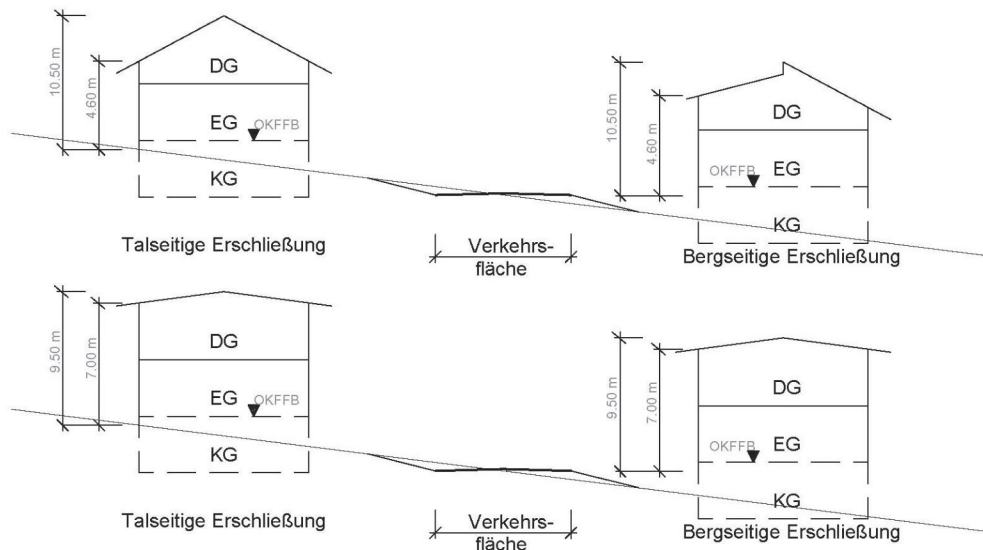 10.50 m
4.60 m
DG
EG
OKFFB
KG
Talseitige Erschließung
Verkehrs-
fläche
10.50 m
4.60 m
DG
OKFFB
EG
KG
Bergseitige Erschließung
9.50 m
7.00 m
DG
EG
OKFFB
KG
Talseitige Erschließung
Verkehrs-
fläche
9.50 m
7.00 m
DG
OKFFB
EG
KG
Bergseitige Erschließung